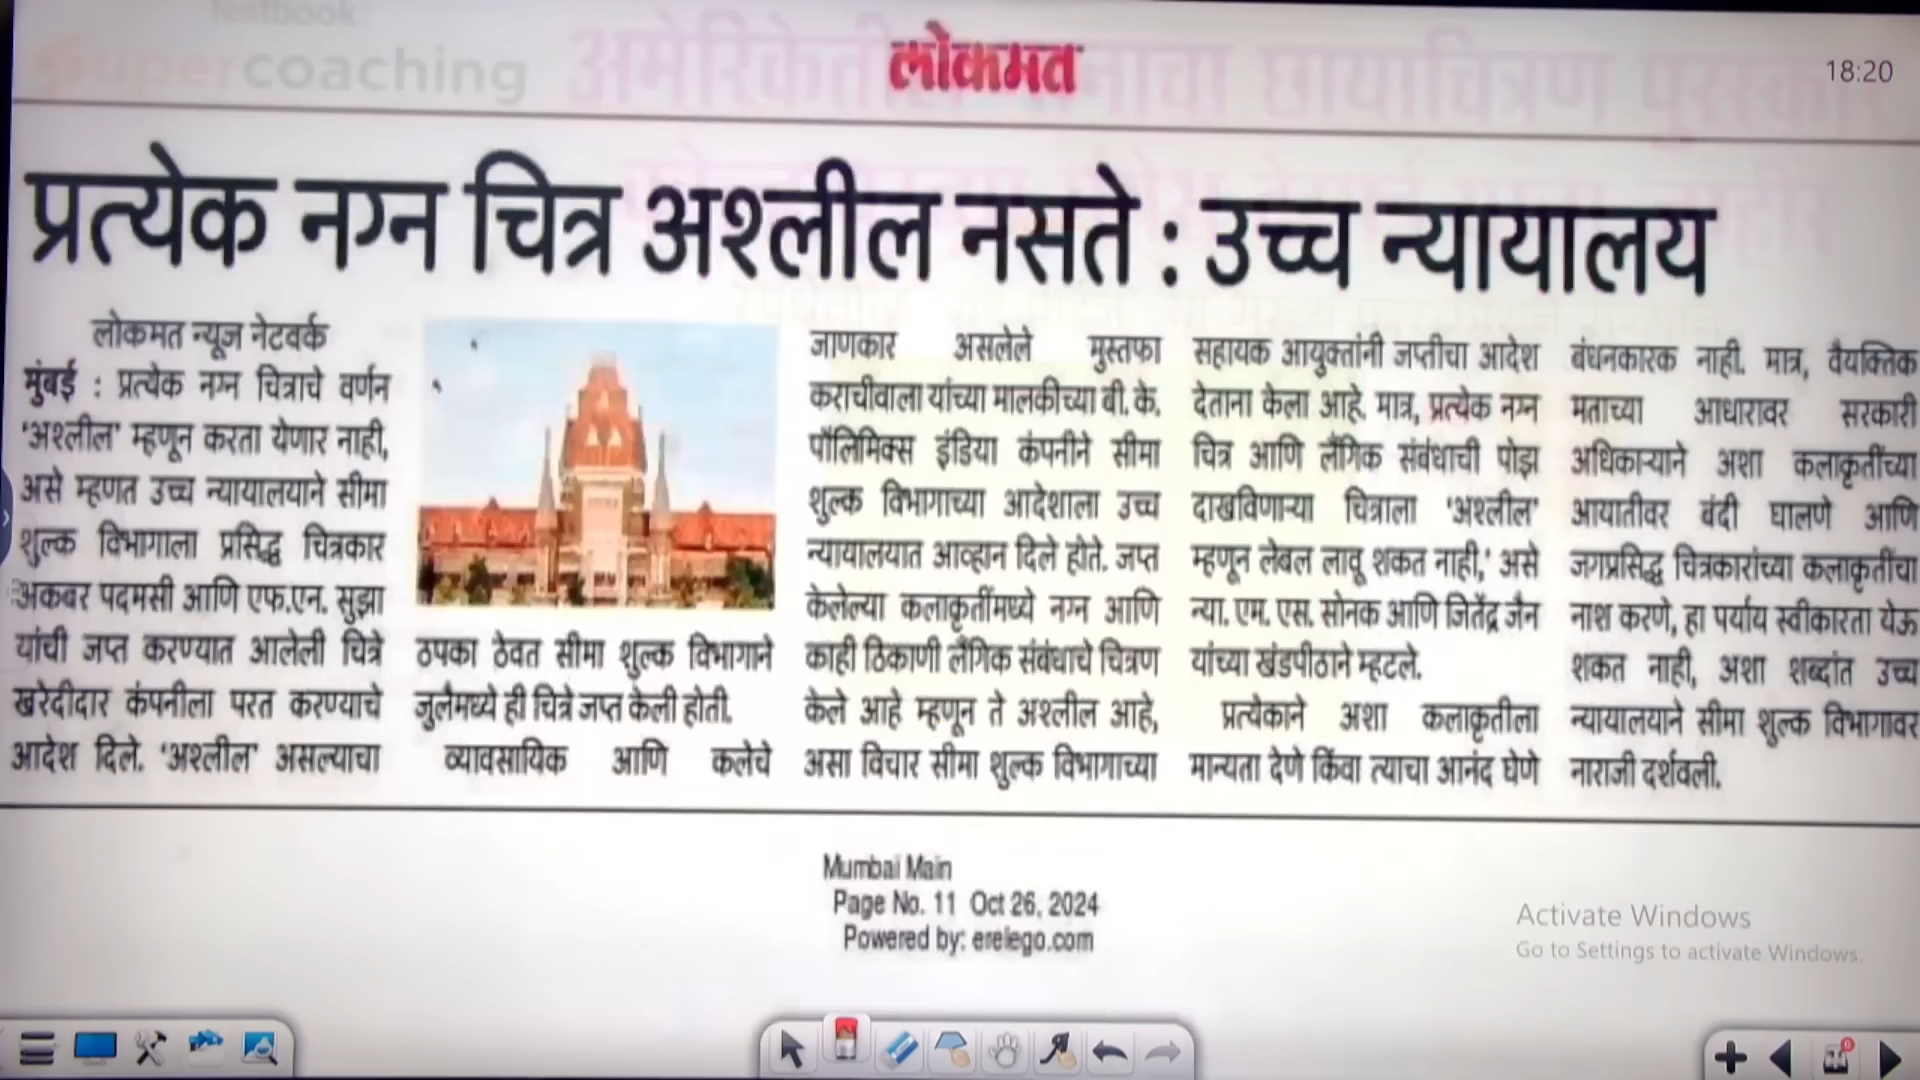 testbook
supercoaching
लोकमत
18:20
प्रत्येक नग्न चित्र अश्लील नसते : उच्च न्यायालय
लोकमत न्यूज नेटवर्क
मुंबई : प्रत्येक नग्न चित्राचे वर्णन
'अश्लील' म्हणून करता येणार नाही,
असे म्हणत उच्च न्यायालयाने सीमा
शुल्क विभागाला प्रसिद्ध चित्रकार
अकबर पदमसी आणि एफ.एन. सुझा
यांची जप्त करण्यात आलेली चित्रे
खरेदीदार कंपनीला परत करण्याचे
आदेश दिले. 'अश्लील' असल्याचा
ठपका ठेवत सीमा शुल्क विभागाने
जुलैमध्ये ही चित्रे जप्त केली होती.
व्यावसायिक आणि कलेचे
जाणकार असलेले मुस्तफा
कराचीवाला यांच्या मालकीच्या बी. के.
पॉलिमिक्स इंडिया कंपनीने सीमा
शुल्क विभागाच्या आदेशाला उच्च
न्यायालयात आव्हान दिले होते. जप्त
केलेल्या कलाकृतींमध्ये नग्न आणि
काही ठिकाणी लैंगिक संबंधाचे चित्रण
केले आहे म्हणून ते अश्लील आहे,
असा विचार सीमा शुल्क विभागाच्या
सहायक आयुक्तांनी जप्तीचा आदेश
देताना केला आहे. मात्र, प्रत्येक नग्न
चित्र आणि लैंगिक संबंधाची पोझ
दाखविणाऱ्या चित्राला 'अश्लील'
म्हणून लेबल लावू शकत नाही,' असे
न्या. एम. एस. सोनक आणि जितेंद्र जैन
यांच्या खंडपीठाने म्हटले.
प्रत्येकाने अशा कलाकृतीला
मान्यता देणे किंवा त्याचा आनंद घेणे
बंधनकारक नाही. मात्र, वैयक्तिक
मताच्या आधारावर सरकारी
अधिकाऱ्याने अशा कलाकृतींच्या
आयातीवर बंदी घालणे आणि
जगप्रसिद्ध चित्रकारांच्या कलाकृतींचा
नाश करणे, हा पर्याय स्वीकारता येऊ
शकत नाही, अशा शब्दांत उच्च
न्यायालयाने सीमा शुल्क विभागावर
नाराजी दर्शवली.
Mumbai Main
Page No. 11 Oct 26, 2024
Powered by: erelego.com
Activate Windows
Go to Settings to activate Windows.